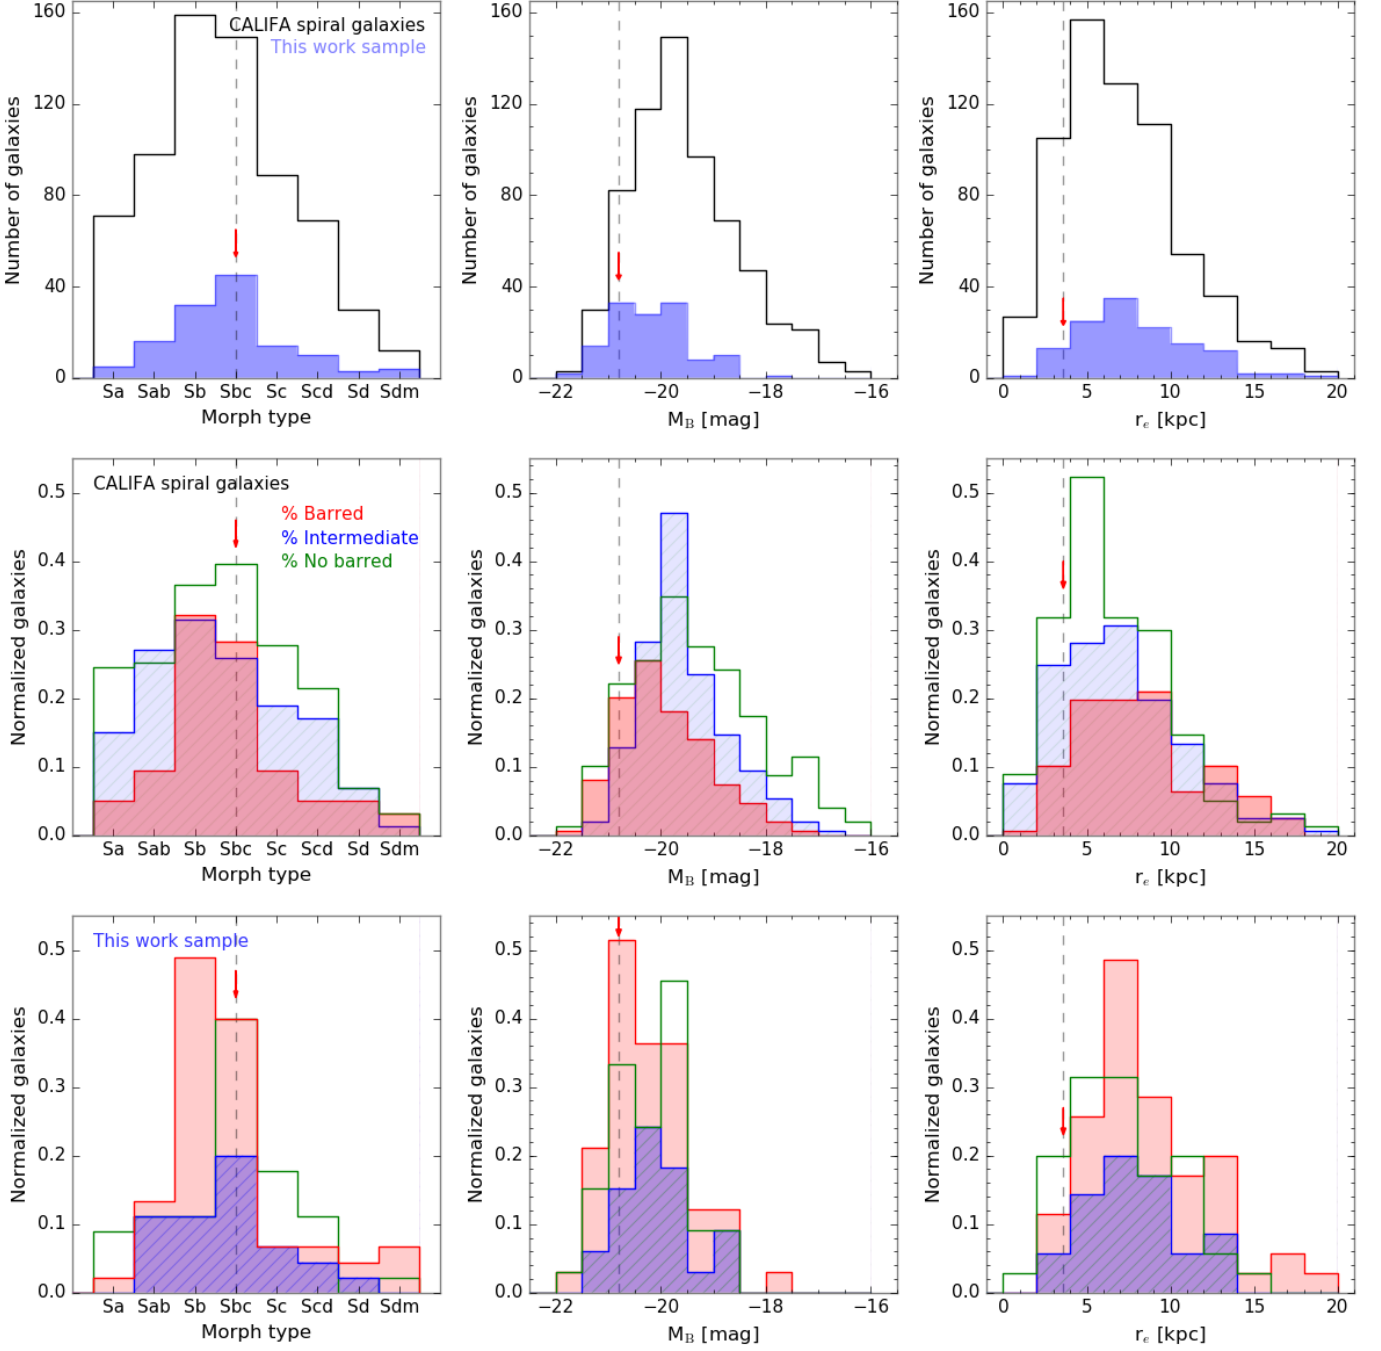 CALIFA spiral galaxies
This work sample
Number of galaxies
160
120
80
40
0
Sa Sab Sb Sbc Sc Scd Sd Sdm
Morph type
Number of galaxies
160
120
80
40
0
−22 −20 −18 −16
M_B [mag]
Number of galaxies
160
120
80
40
0
0 5 10 15 20
r_e [kpc]
CALIFA spiral galaxies
% Barred
% Intermediate
% No barred
Normalized galaxies
0.5
0.4
0.3
0.2
0.1
0.0
Sa Sab Sb Sbc Sc Scd Sd Sdm
Morph type
Normalized galaxies
0.5
0.4
0.3
0.2
0.1
0.0
−22 −20 −18 −16
M_B [mag]
Normalized galaxies
0.5
0.4
0.3
0.2
0.1
0.0
0 5 10 15 20
r_e [kpc]
This work sample
Normalized galaxies
0.5
0.4
0.3
0.2
0.1
0.0
Sa Sab Sb Sbc Sc Scd Sd Sdm
Morph type
Normalized galaxies
0.5
0.4
0.3
0.2
0.1
0.0
−22 −20 −18 −16
M_B [mag]
Normalized galaxies
0.5
0.4
0.3
0.2
0.1
0.0
0 5 10 15 20
r_e [kpc]